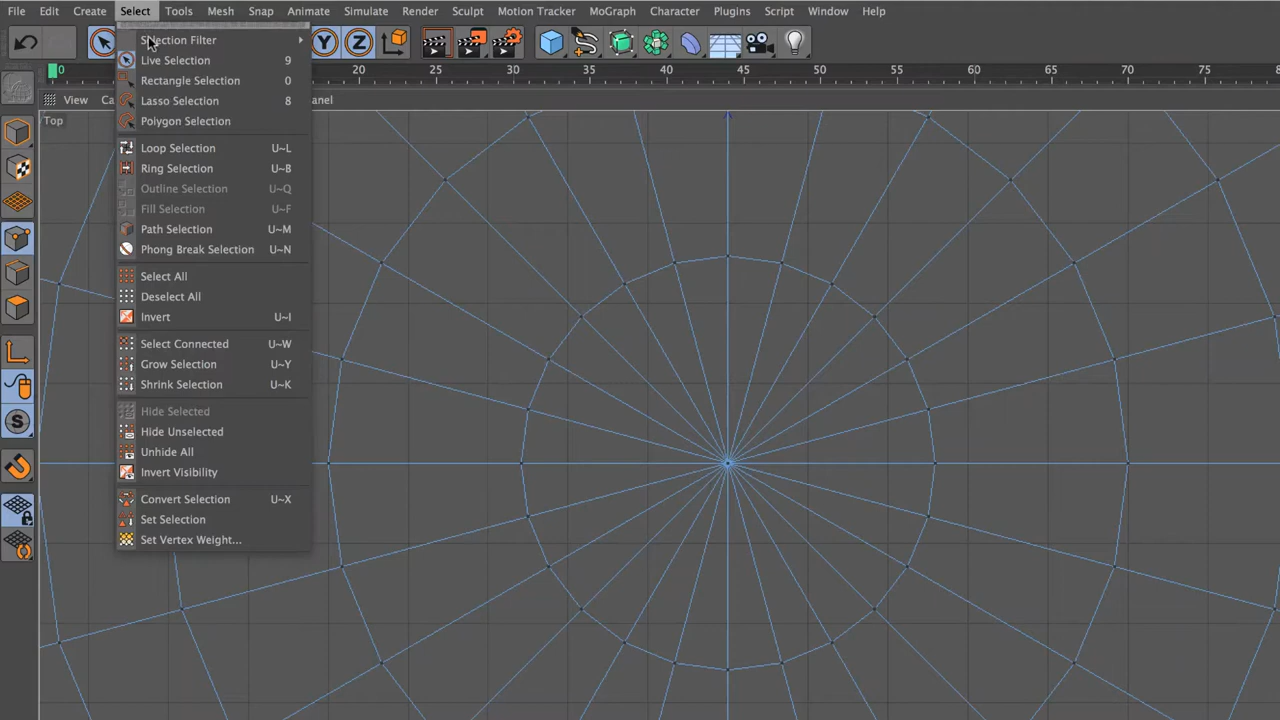 File Edit Create Select Tools Mesh Snap Animate Simulate Render Sculpt Motion Tracker MoGraph Character Plugins Script Window Help
Selection Filter
Live Selection 9
Rectangle Selection 0
Lasso Selection 8
Polygon Selection
Loop Selection U~L
Ring Selection U~B
Outline Selection U~Q
Fill Selection U~F
Path Selection U~M
Phong Break Selection U~N
Select All
Deselect All
Invert U~I
Select Connected U~W
Grow Selection U~Y
Shrink Selection U~K
Hide Selected
Hide Unselected
Unhide All
Invert Visibility
Convert Selection U~X
Set Selection
Set Vertex Weight...
Y Z
0 20 25 30 35 40 45 50 55 60 65 70 75
View Ca anel
Top
S